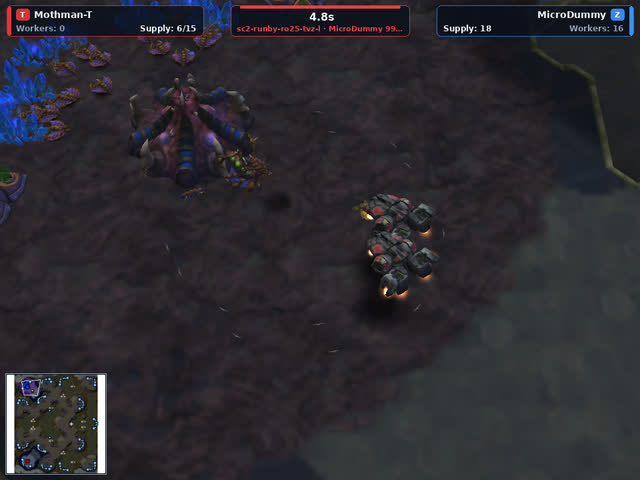 T Mothman-T
Workers: 0
Supply: 6/15
4.8s
sc2-runby-ro25-tvz-l · MicroDummy 99...
MicroDummy Z
Supply: 18
Workers: 16